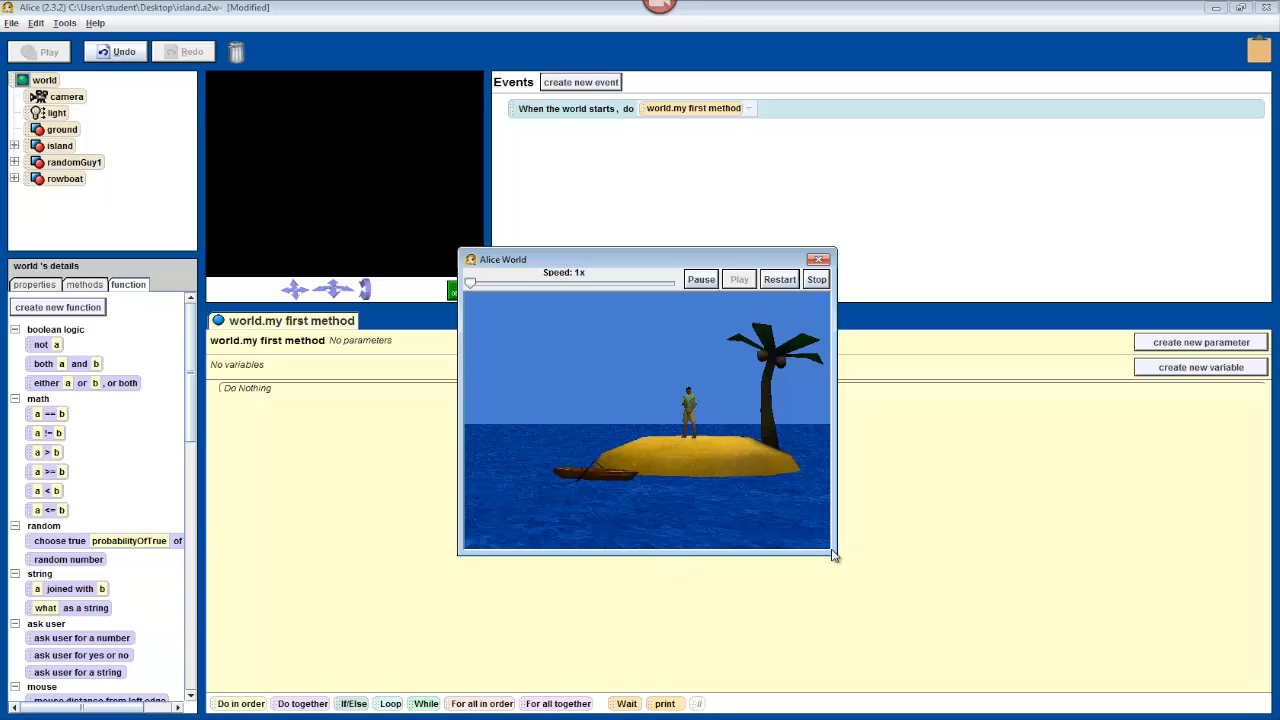 Alice (2.3.2) C:\Users\student\Desktop\island.a2w- [Modified]
File Edit Tools Help
Play Undo Redo
world
camera
light
ground
island
randomGuy1
rowboat
Events create new event
When the world starts, do world.my first method
world 's details
properties methods function
create new function
boolean logic
not a
both a and b
either a or b , or both
math
a == b
a != b
a > b
a >= b
a < b
a <= b
random
choose true probabilityOfTrue of
random number
string
a joined with b
what as a string
ask user
ask user for a number
ask user for yes or no
ask user for a string
mouse
mouse distance from left edge
Alice World
Speed: 1x
Pause Play Restart Stop
world.my first method
world.my first method No parameters
create new parameter
No variables
create new variable
Do Nothing
Do in order Do together If/Else Loop While For all in order For all together Wait print //